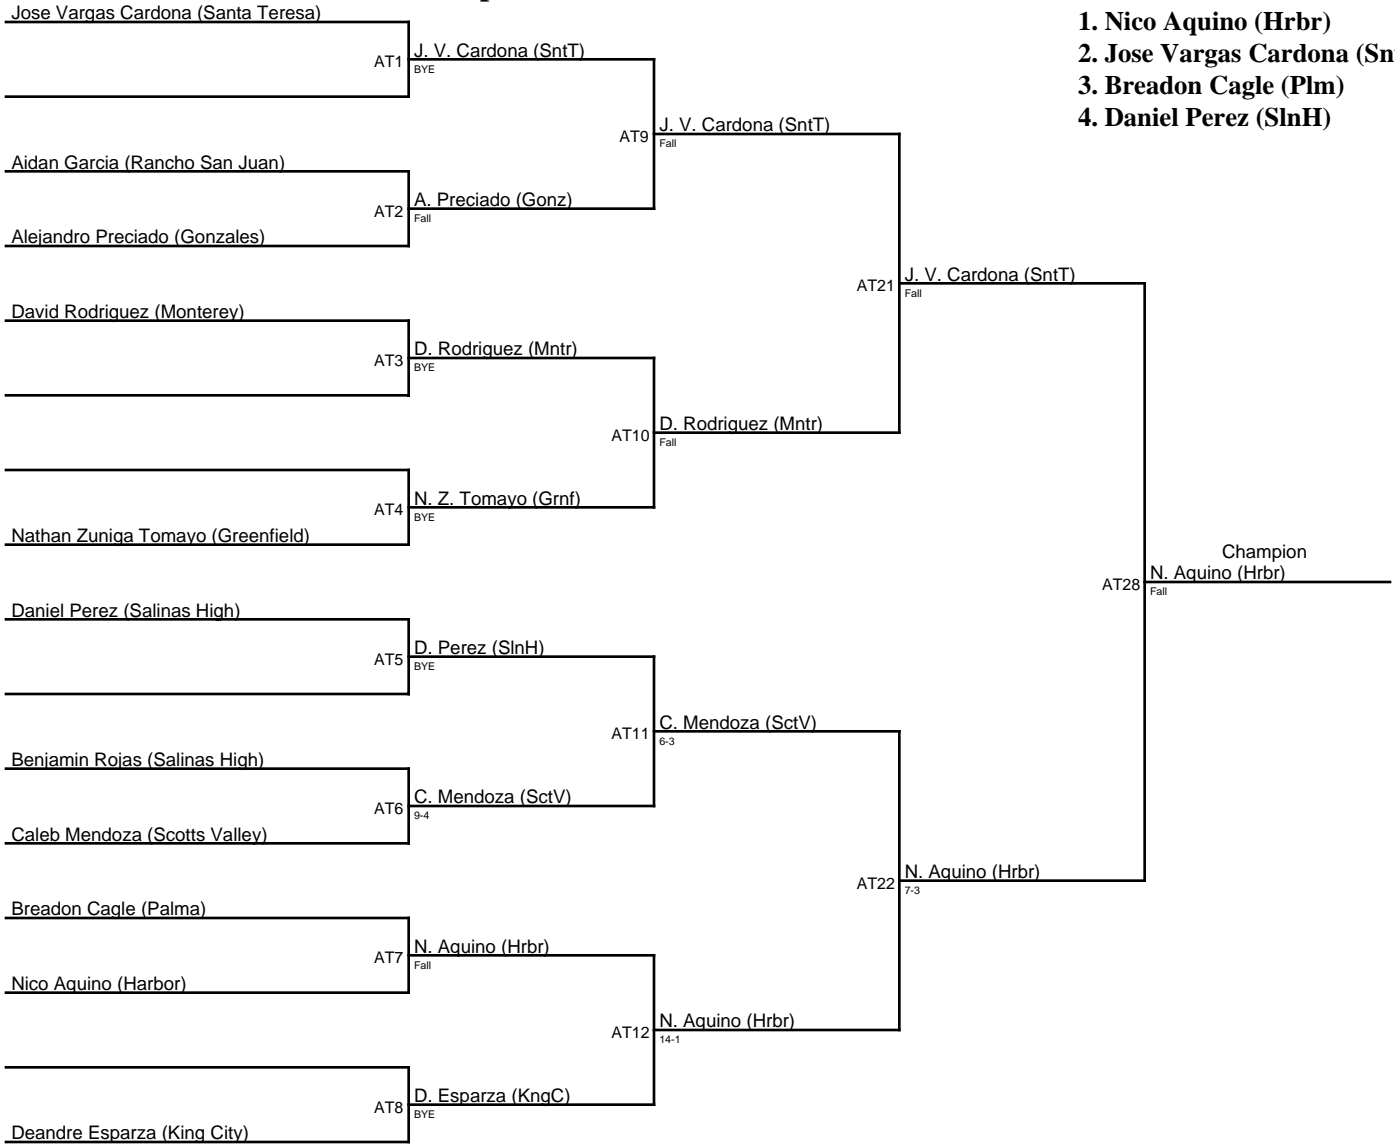 Jose Vargas Cardona (Santa Teresa)
AT1
J. V. Cardona (SntT)
BYE
AT9
J. V. Cardona (SntT)
Fall
Aidan Garcia (Rancho San Juan)
AT2
A. Preciado (Gonz)
Fall
Alejandro Preciado (Gonzales)
AT21
J. V. Cardona (SntT)
Fall
David Rodriguez (Monterey)
AT3
D. Rodriguez (Mntr)
BYE
AT10
D. Rodriguez (Mntr)
Fall
AT4
N. Z. Tomayo (Grnf)
BYE
Nathan Zuniga Tomayo (Greenfield)
Champion
AT28
N. Aquino (Hrbr)
Fall
Daniel Perez (Salinas High)
AT5
D. Perez (SlnH)
BYE
AT11
C. Mendoza (SctV)
6-3
Benjamin Rojas (Salinas High)
AT6
C. Mendoza (SctV)
9-4
Caleb Mendoza (Scotts Valley)
AT22
N. Aquino (Hrbr)
7-3
Breadon Cagle (Palma)
AT7
N. Aquino (Hrbr)
Fall
Nico Aquino (Harbor)
AT12
N. Aquino (Hrbr)
14-1
AT8
D. Esparza (KngC)
BYE
Deandre Esparza (King City)
1. Nico Aquino (Hrbr)
2. Jose Vargas Cardona (Sn
3. Breadon Cagle (Plm)
4. Daniel Perez (SlnH)